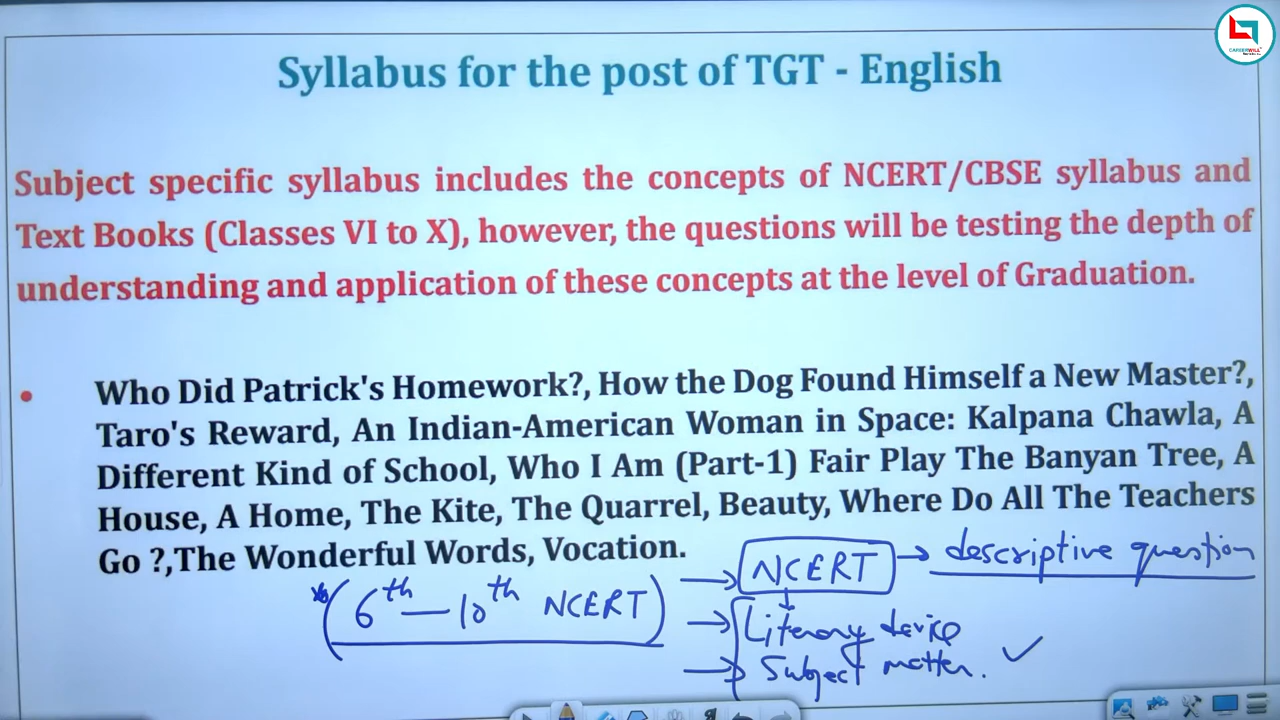 CAREERWILL
Syllabus for the post of TGT - English
Subject specific syllabus includes the concepts of NCERT/CBSE syllabus and
Text Books (Classes VI to X), however, the questions will be testing the depth of
understanding and application of these concepts at the level of Graduation.
• Who Did Patrick's Homework?, How the Dog Found Himself a New Master?,
Taro's Reward, An Indian-American Woman in Space: Kalpana Chawla, A
Different Kind of School, Who I Am (Part-1) Fair Play The Banyan Tree, A
House, A Home, The Kite, The Quarrel, Beauty, Where Do All The Teachers
Go ?,The Wonderful Words, Vocation.
NCERT → descriptive question
(6th — 10th NCERT)
→ Literary device
→ Subject matter. ✓